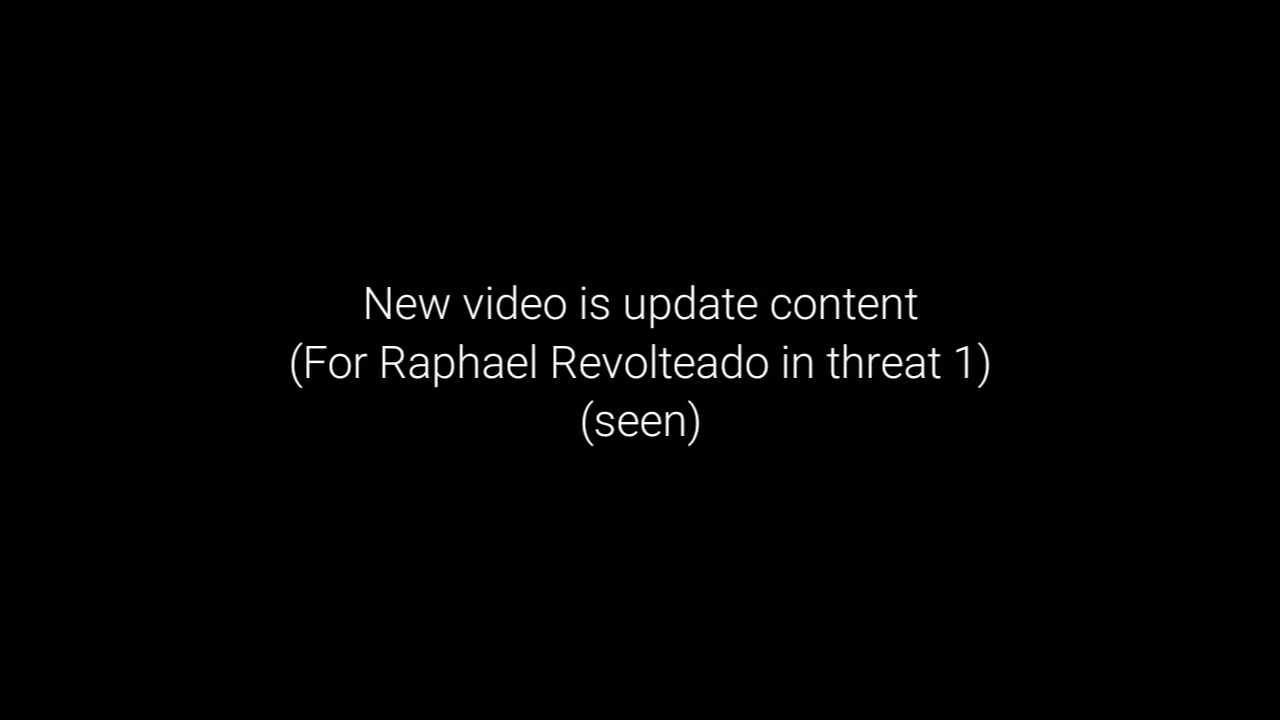 New video is update content
(For Raphael Revolteado in threat 1)
(seen)